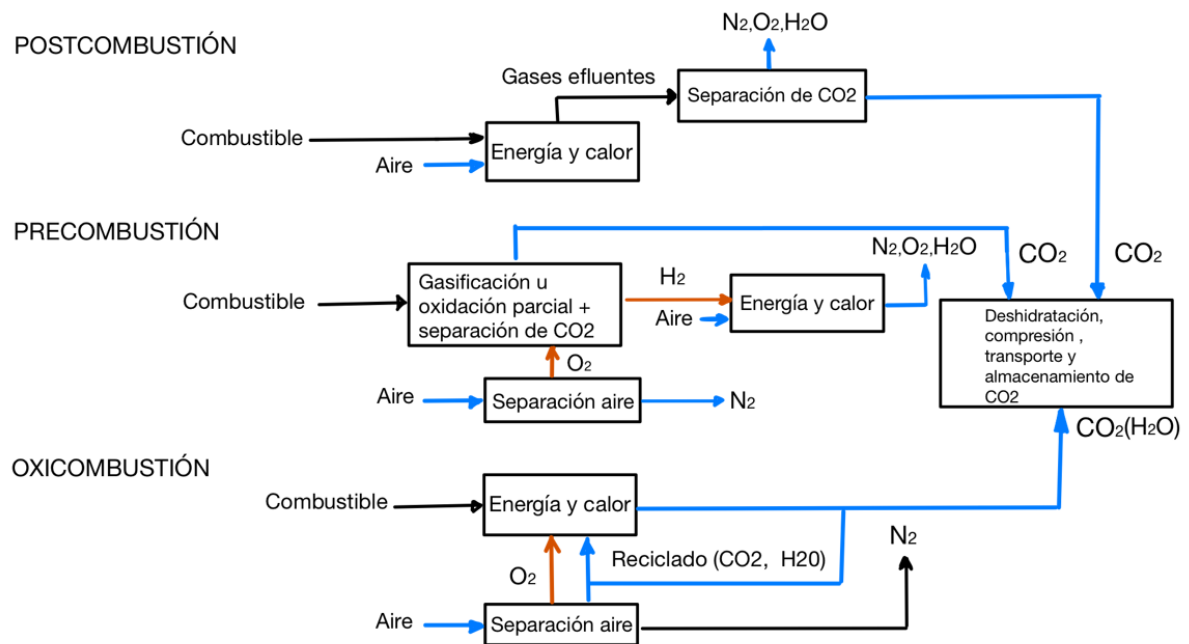 POSTCOMBUSTIÓN
N₂,O₂,H₂O
Gases efluentes
Separación de CO2
Combustible
Aire
Energía y calor
PRECOMBUSTIÓN
CO₂
CO₂
N₂,O₂,H₂O
Gasificación u
oxidación parcial +
separación de CO2
H₂
Combustible
Aire
Energía y calor
Deshidratación,
compresión ,
transporte y
almacenamiento de
CO2
O₂
Aire
Separación aire
N₂
CO₂(H₂O)
OXICOMBUSTIÓN
Combustible
Energía y calor
N₂
Reciclado (CO2, H20)
O₂
Aire
Separación aire